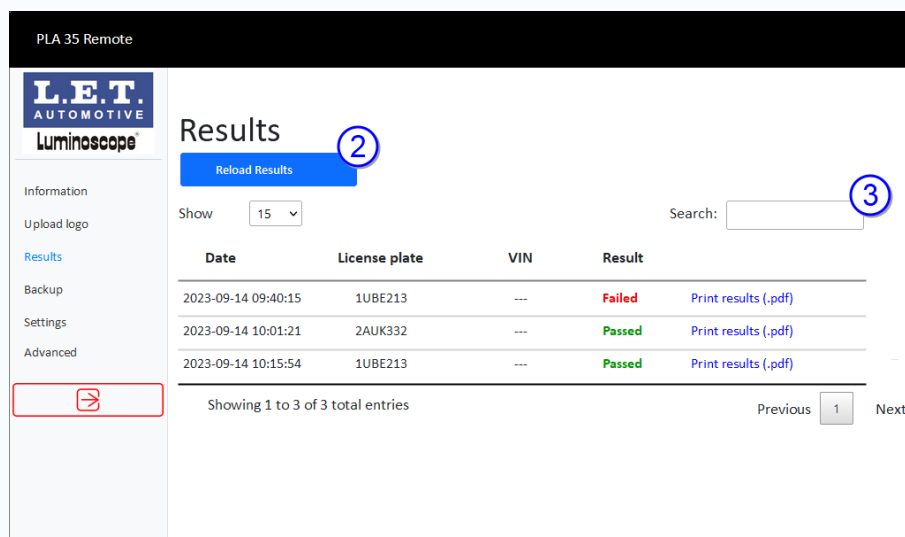 PLA 35 Remote
L.E.T.
AUTOMOTIVE
Luminoscope®
Information
Upload logo
Results
Backup
Settings
Advanced
Results
2
Reload Results
Show 15
Search:
3
Date License plate VIN Result
2023-09-14 09:40:15 1UBE213 --- Failed Print results (.pdf)
2023-09-14 10:01:21 2AUK332 --- Passed Print results (.pdf)
2023-09-14 10:15:54 1UBE213 --- Passed Print results (.pdf)
Showing 1 to 3 of 3 total entries
Previous 1 Next